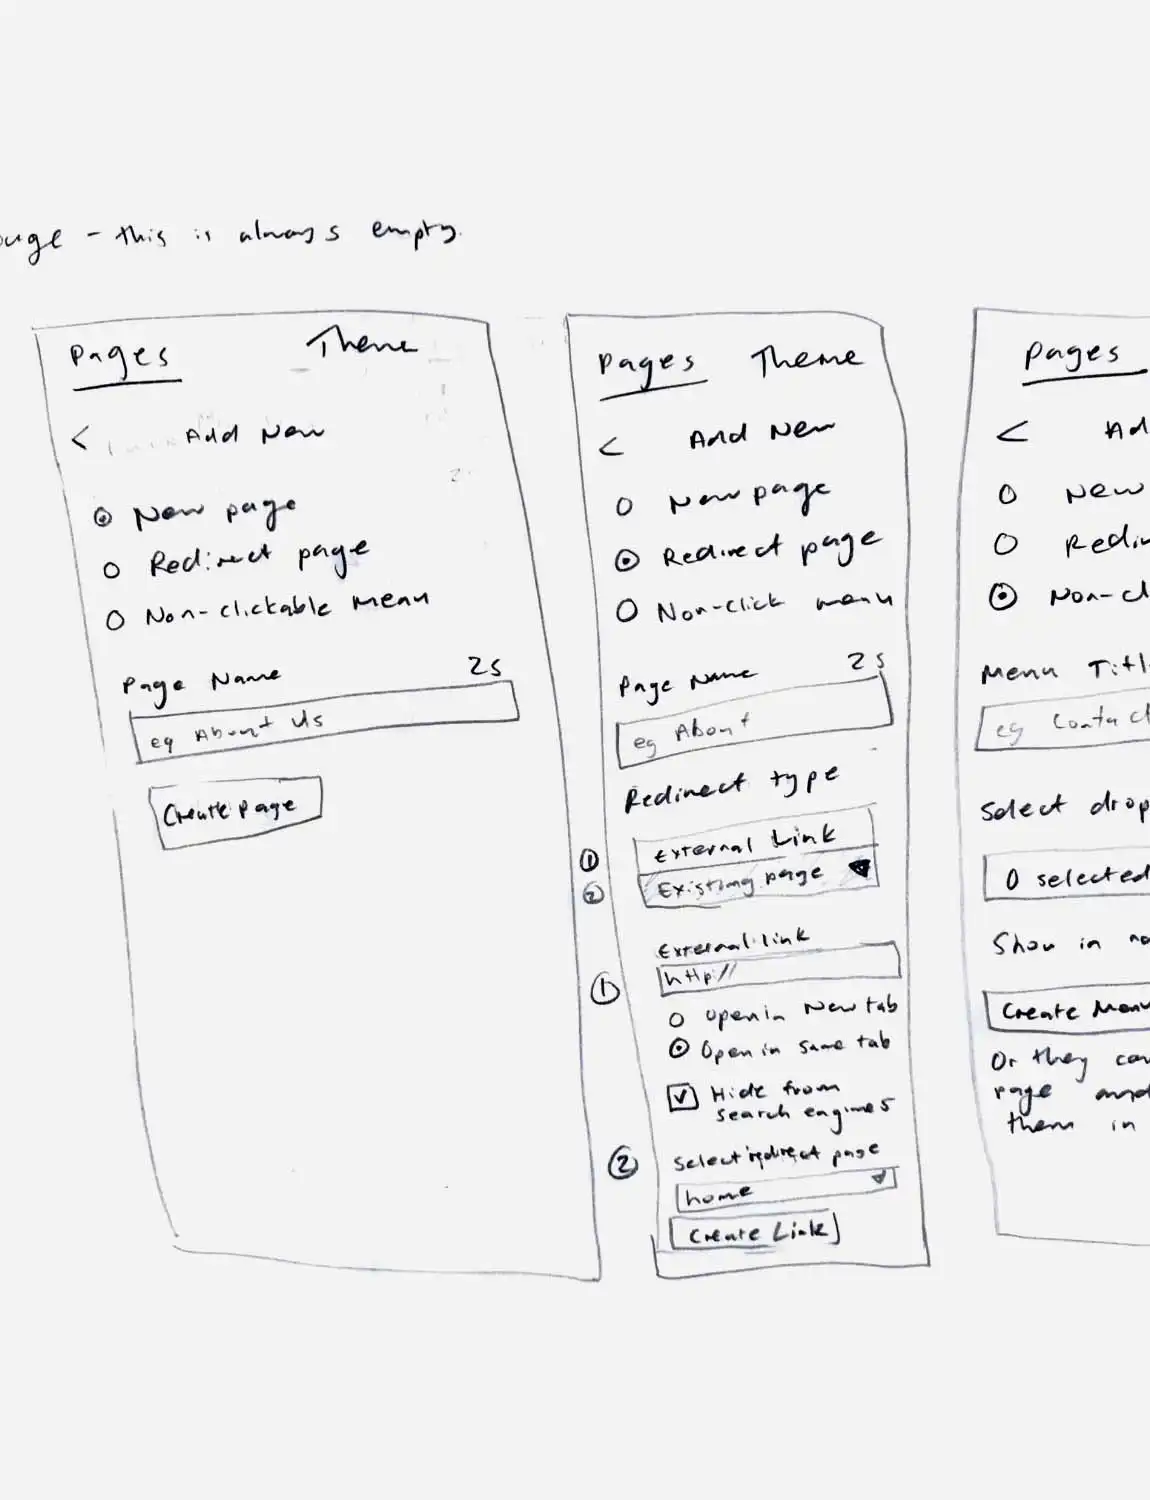 - this is always empty.
Pages Theme
< Add New
New page
Redirect page
Non-clickable menu
Page Name 25
eg About Us
Create page
Pages Theme
< Add New
New page
Redirect page
Non-click menu
Page Name 25
eg About
Redirect type
① External Link
② Existing page
External link
① http://
Open in New tab
Open in same tab
Hide from
search engines
② Select redirect page
home
Create Link
Pages
< Ad
New
Redir
Non-cl
Menu Titl
eg Contact
Select drop
0 selected
Show in na
Create Menu
Or they can
page and
them in